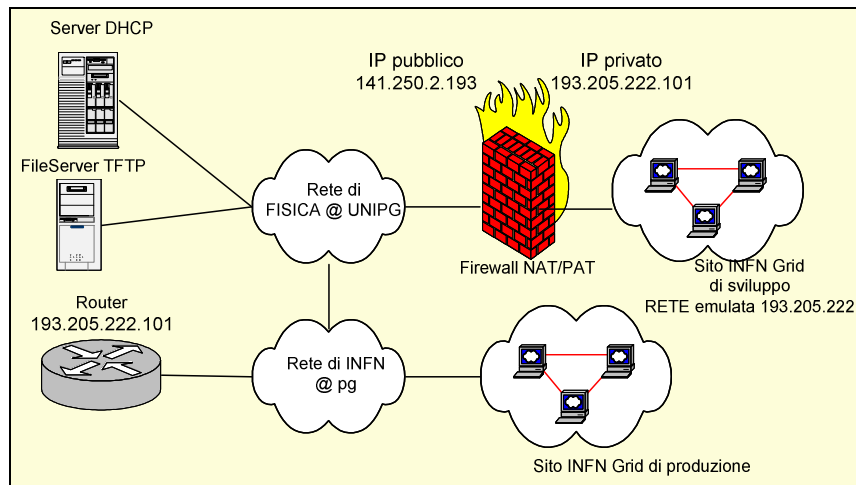 Server DHCP
IP pubblico
141.250.2.193
IP privato
193.205.222.101
FileServer TFTP
Rete di
FISICA @ UNIPG
Firewall NAT/PAT
Sito INFN Grid
di sviluppo
RETE emulata 193.205.222
Router
193.205.222.101
Rete di INFN
@ pg
Sito INFN Grid di produzione